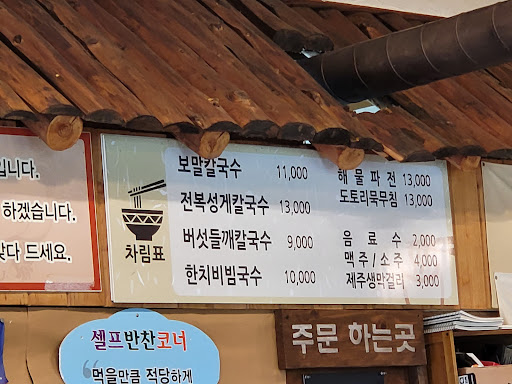 입니다.
하겠습니다.
갖다 드세요.
차림표
보말칼국수 11,000
전복성게칼국수 13,000
버섯들깨칼국수 9,000
한치비빔국수 10,000
해물파전 13,000
도토리묵무침 13,000
음료수 2,000
맥주/소주 4,000
제주생막걸리 3,000
셀프반찬코너
먹을만큼 적당하게
주문 하는곳